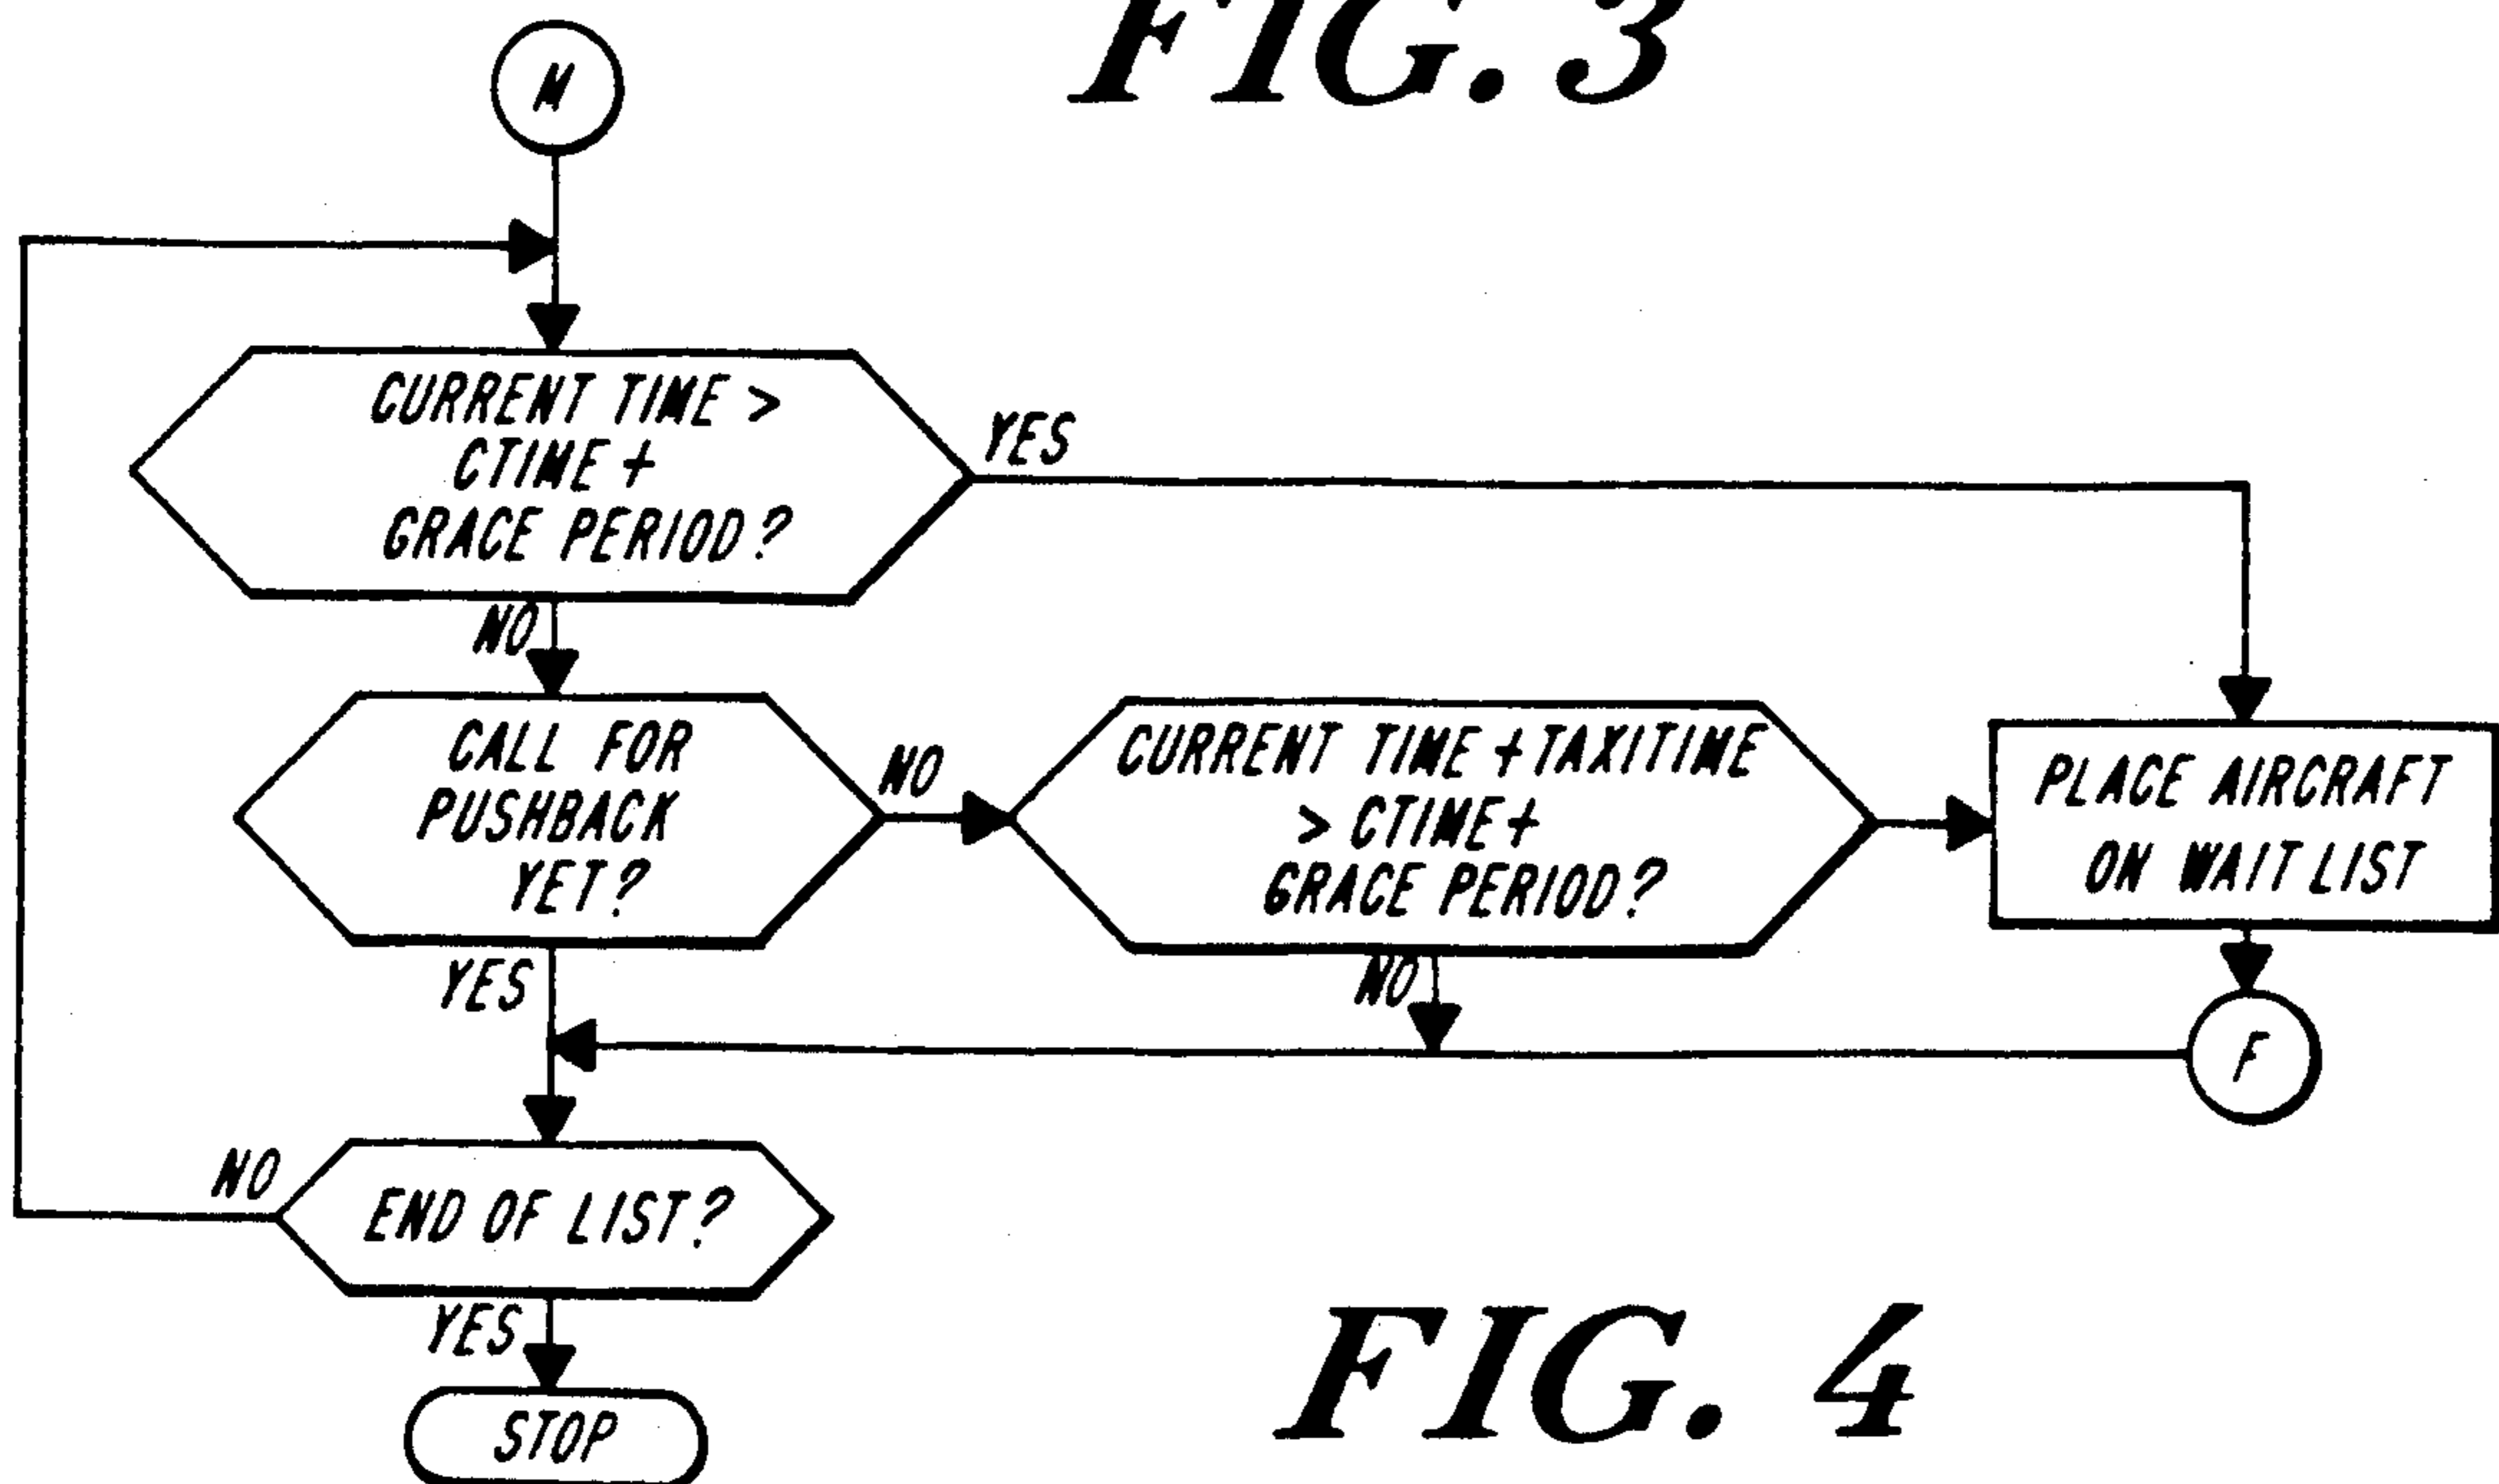 FIG. 3
H
CURRENT TIME >
CTIME +
GRACE PERIOD?
YES
NO
CALL FOR
PUSHBACK
YET?
NO
CURRENT TIME + TAXITIME
> CTIME +
GRACE PERIOD?
PLACE AIRCRAFT
ON WAIT LIST
YES
NO
F
NO
END OF LIST?
YES
STOP
FIG. 4